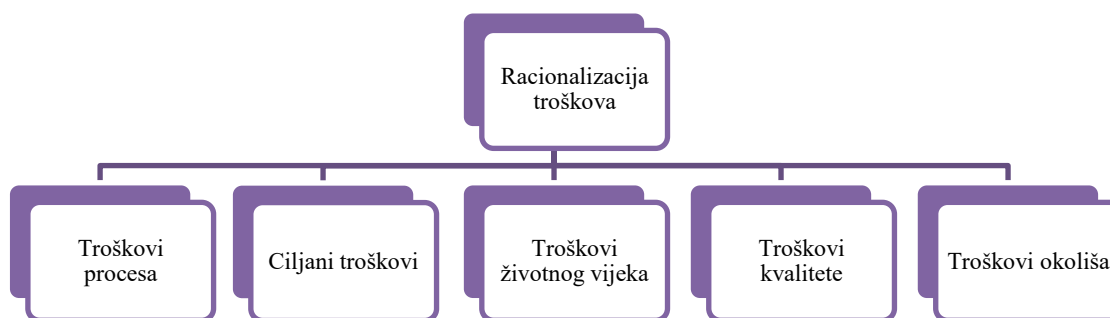 Racionalizacija
troškova
Troškovi
procesa
Ciljani troškovi
Troškovi
životnog vijeka
Troškovi
kvalitete
Troškovi okoliša